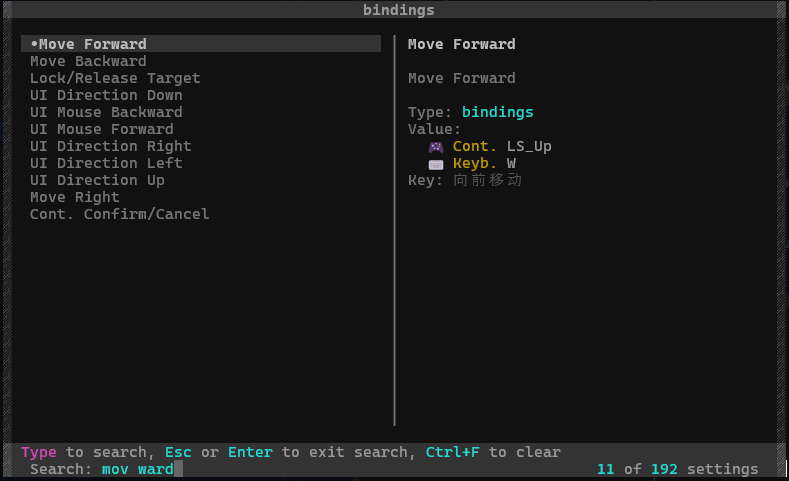 bindings
•Move Forward
Move Backward
Lock/Release Target
UI Direction Down
UI Mouse Backward
UI Mouse Forward
UI Direction Right
UI Direction Left
UI Direction Up
Move Right
Cont. Confirm/Cancel
Move Forward
Move Forward
Type: bindings
Value:
Cont. LS_Up
Keyb. W
Key: 向前移动
Type to search, Esc or Enter to exit search, Ctrl+F to clear
Search: mov ward
11 of 192 settings